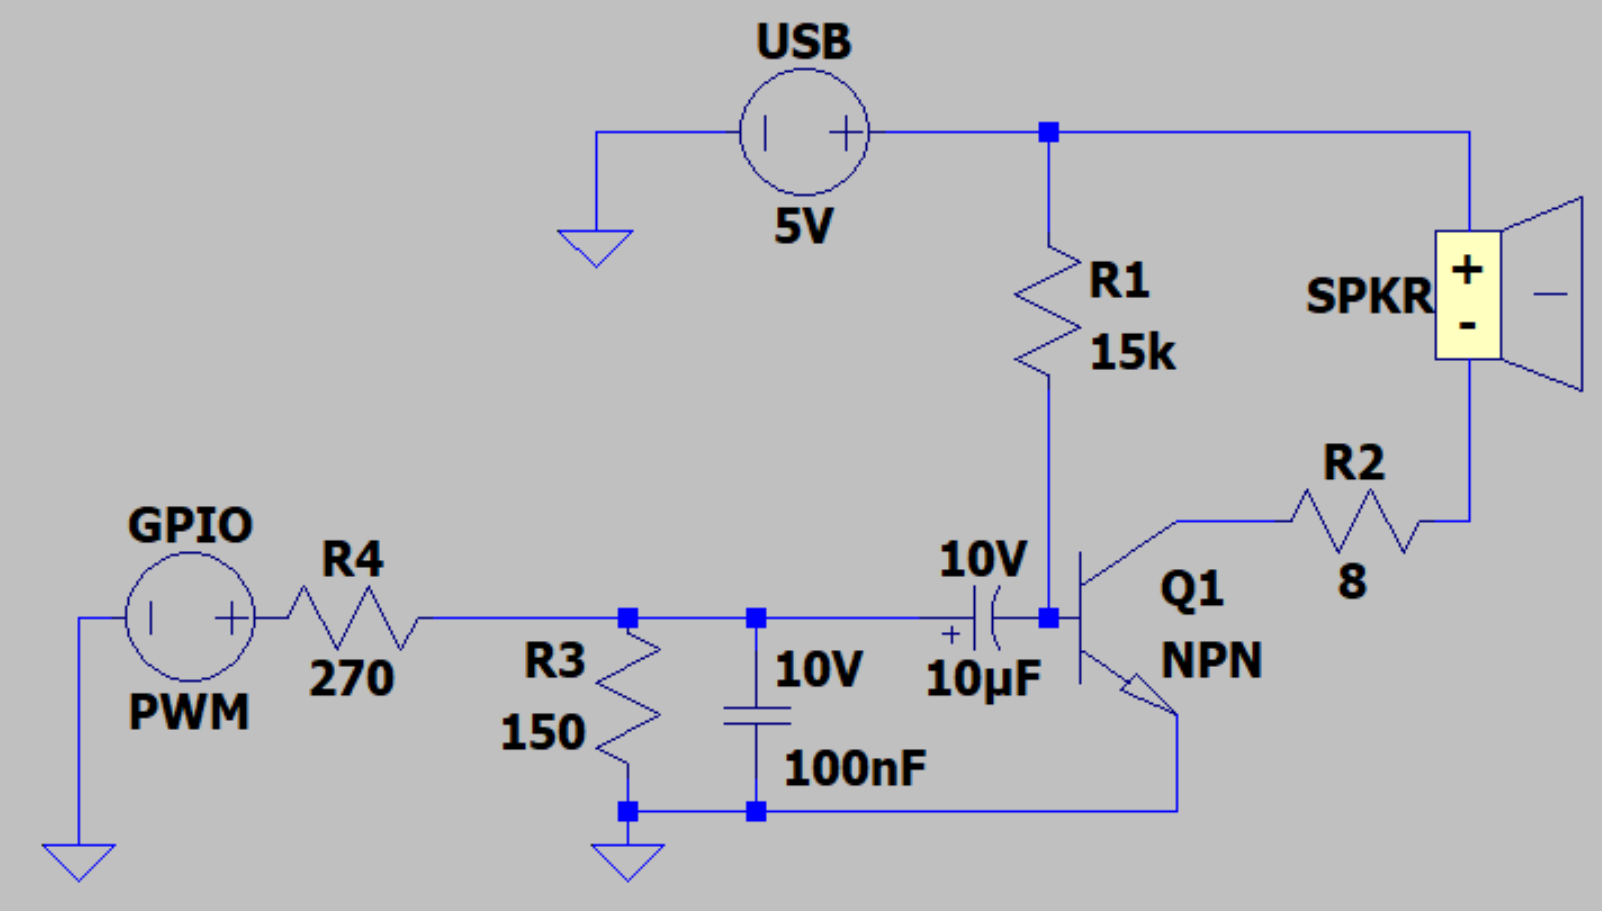 USB
5V
R1
15k
+
-
SPKR
R2
8
GPIO
PWM
R4
270
R3
150
10V
100nF
10V
10µF
Q1
NPN